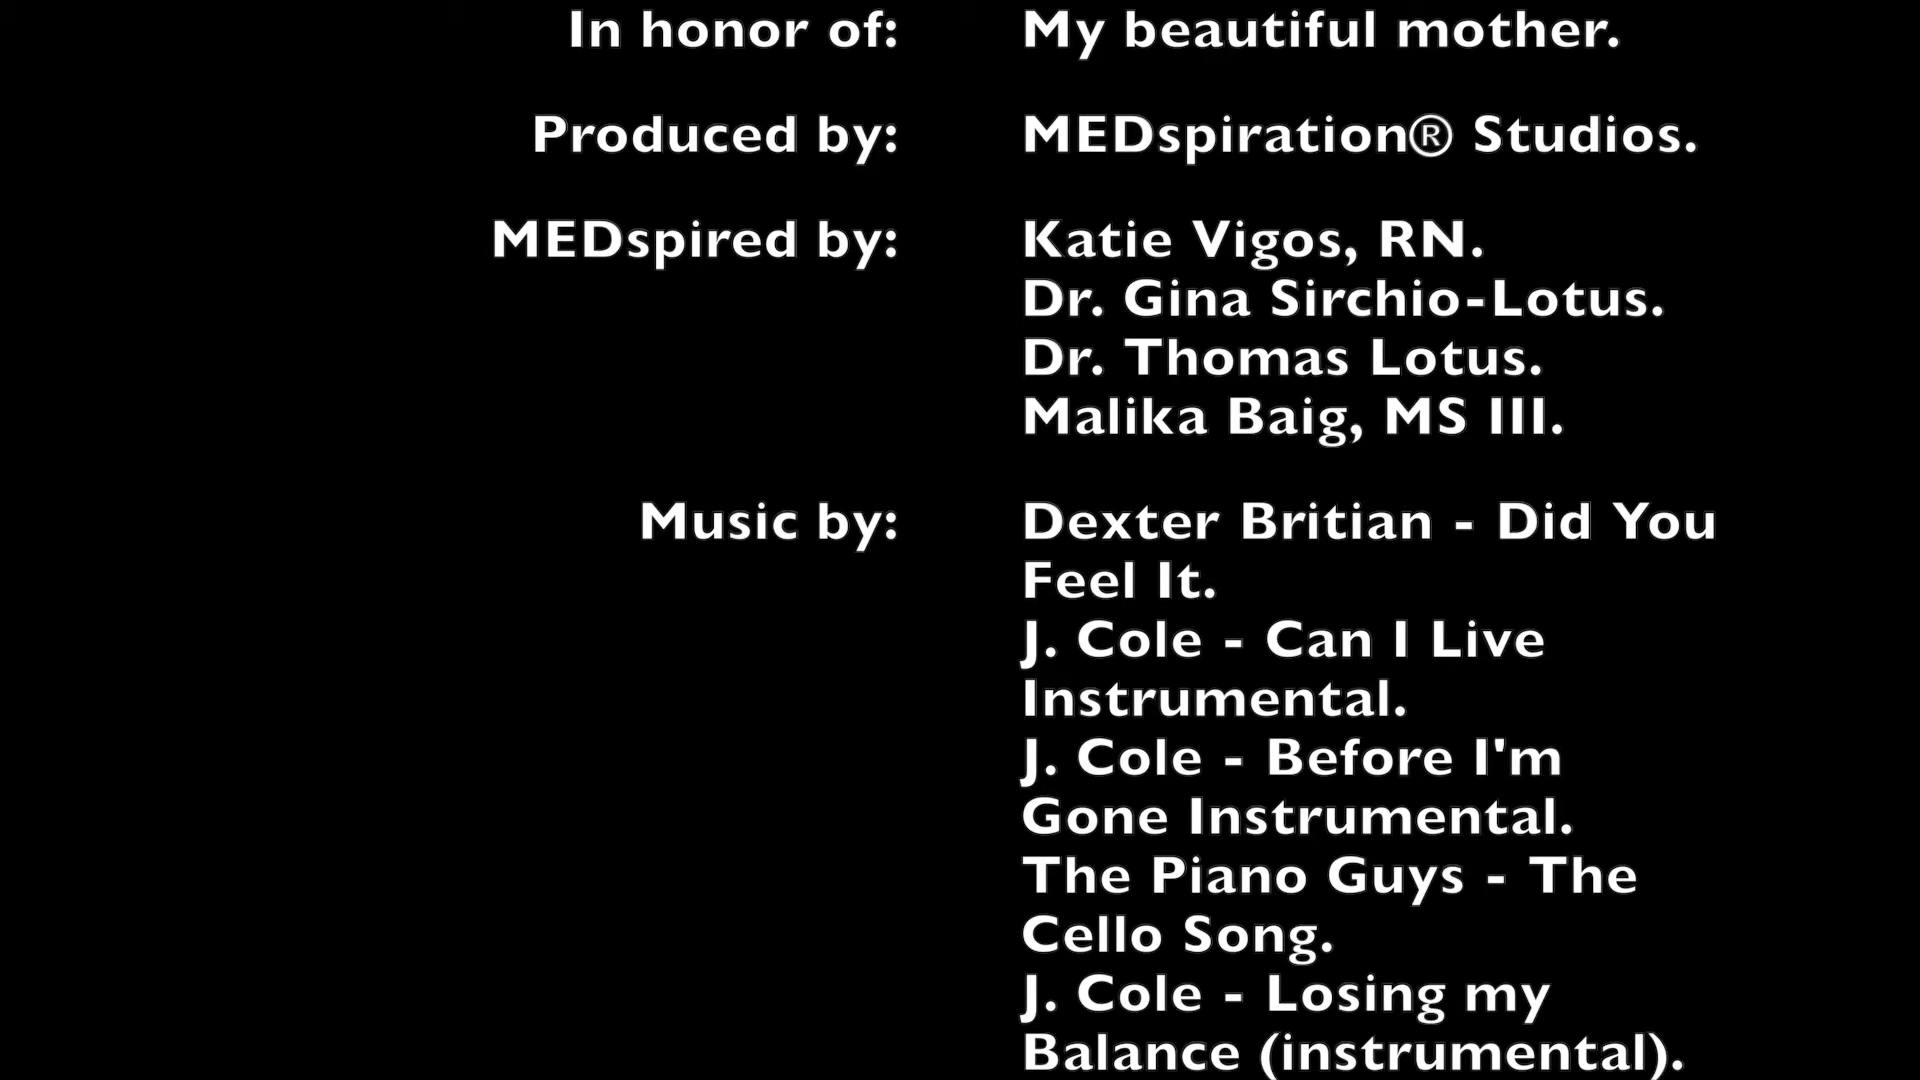 In honor of: My beautiful mother.
Produced by: MEDspiration® Studios.
MEDspired by: Katie Vigos, RN.
Dr. Gina Sirchio-Lotus.
Dr. Thomas Lotus.
Malika Baig, MS III.
Music by: Dexter Britian - Did You
Feel It.
J. Cole - Can I Live
Instrumental.
J. Cole - Before I'm
Gone Instrumental.
The Piano Guys - The
Cello Song.
J. Cole - Losing my
Balance (instrumental).